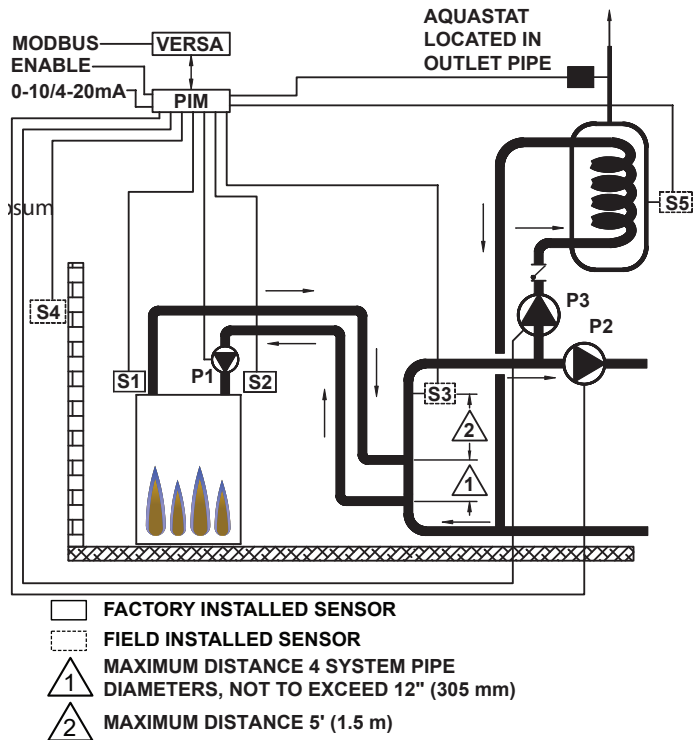 MODBUS
VERSA
ENABLE
0-10/4-20mA
PIM
AQUASTAT
LOCATED IN
OUTLET PIPE
S5
S4
P3
P2
S1
P1
S2
S3
2
1
FACTORY INSTALLED SENSOR
FIELD INSTALLED SENSOR
1
MAXIMUM DISTANCE 4 SYSTEM PIPE
DIAMETERS, NOT TO EXCEED 12" (305 mm)
2
MAXIMUM DISTANCE 5' (1.5 m)